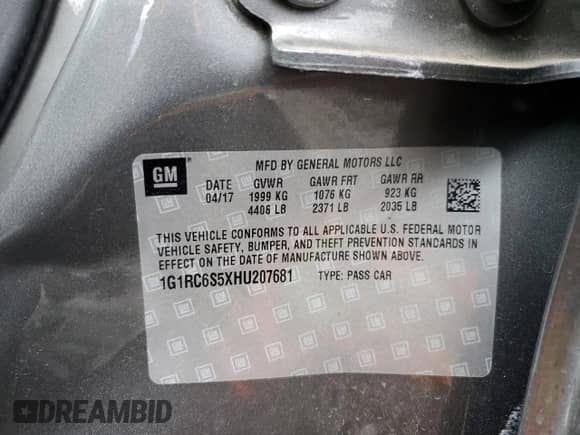 GM
MFD BY GENERAL MOTORS LLC
DATE GVWR GAWR FRT GAWR RR
04/17 1999 KG 1076 KG 923 KG
4406 LB 2371 LB 2035 LB
THIS VEHICLE CONFORMS TO ALL APPLICABLE U.S. FEDERAL MOTOR
VEHICLE SAFETY, BUMPER, AND THEFT PREVENTION STANDARDS IN
EFFECT ON THE DATE OF MANUFACTURE SHOWN ABOVE.
1G1RC6S5XHU207681 TYPE: PASS CAR
DREAMBID